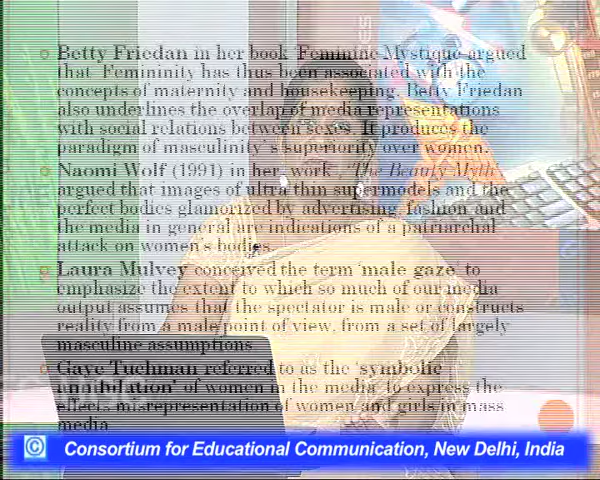 Betty Friedan in her book 'Feminine Mystique argued
that 'Femininity has thus been associated with the
concepts of maternity and housekeeping. Betty Friedan
also underlines the overlap of media representations
with social relations between sexes. It produces the
paradigm of masculinity's superiority over women.
Naomi Wolf (1991) in her work, 'The Beauty Myth'
argued that images of ultra thin supermodels and the
perfect bodies glamorized by advertising, fashion and
the media in general are indications of a patriarchal
attack on women's bodies.
Laura Mulvey conceived the term 'male gaze' to
emphasize the extent to which so much of our media
output assumes that the spectator is male or constructs
reality from a male point of view, from a set of largely
masculine assumptions
Gaye Tuchman referred to as the 'symbolic
annihilation' of women in the media to express the
effects misrepresentation of women and girls in mass
media
© Consortium for Educational Communication, New Delhi, India